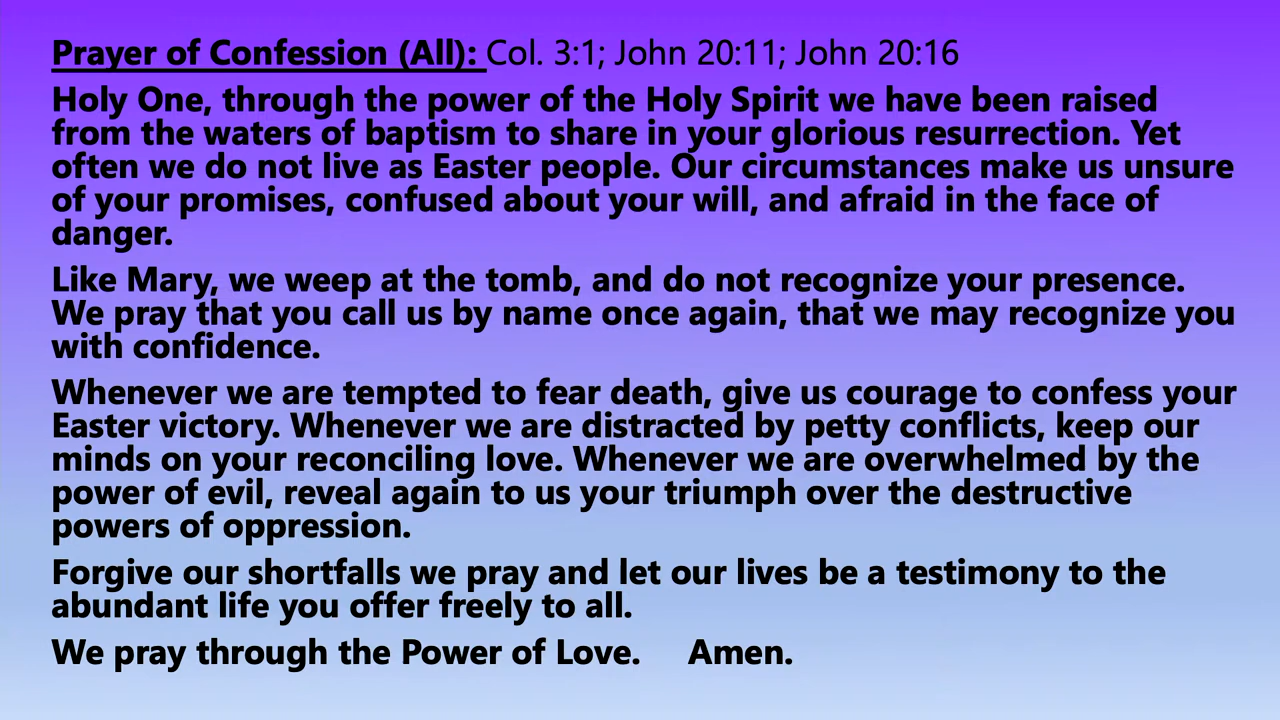 Prayer of Confession (All): Col. 3:1; John 20:11; John 20:16
Holy One, through the power of the Holy Spirit we have been raised
from the waters of baptism to share in your glorious resurrection. Yet
often we do not live as Easter people. Our circumstances make us unsure
of your promises, confused about your will, and afraid in the face of
danger.
Like Mary, we weep at the tomb, and do not recognize your presence.
We pray that you call us by name once again, that we may recognize you
with confidence.
Whenever we are tempted to fear death, give us courage to confess your
Easter victory. Whenever we are distracted by petty conflicts, keep our
minds on your reconciling love. Whenever we are overwhelmed by the
power of evil, reveal again to us your triumph over the destructive
powers of oppression.
Forgive our shortfalls we pray and let our lives be a testimony to the
abundant life you offer freely to all.
We pray through the Power of Love. Amen.